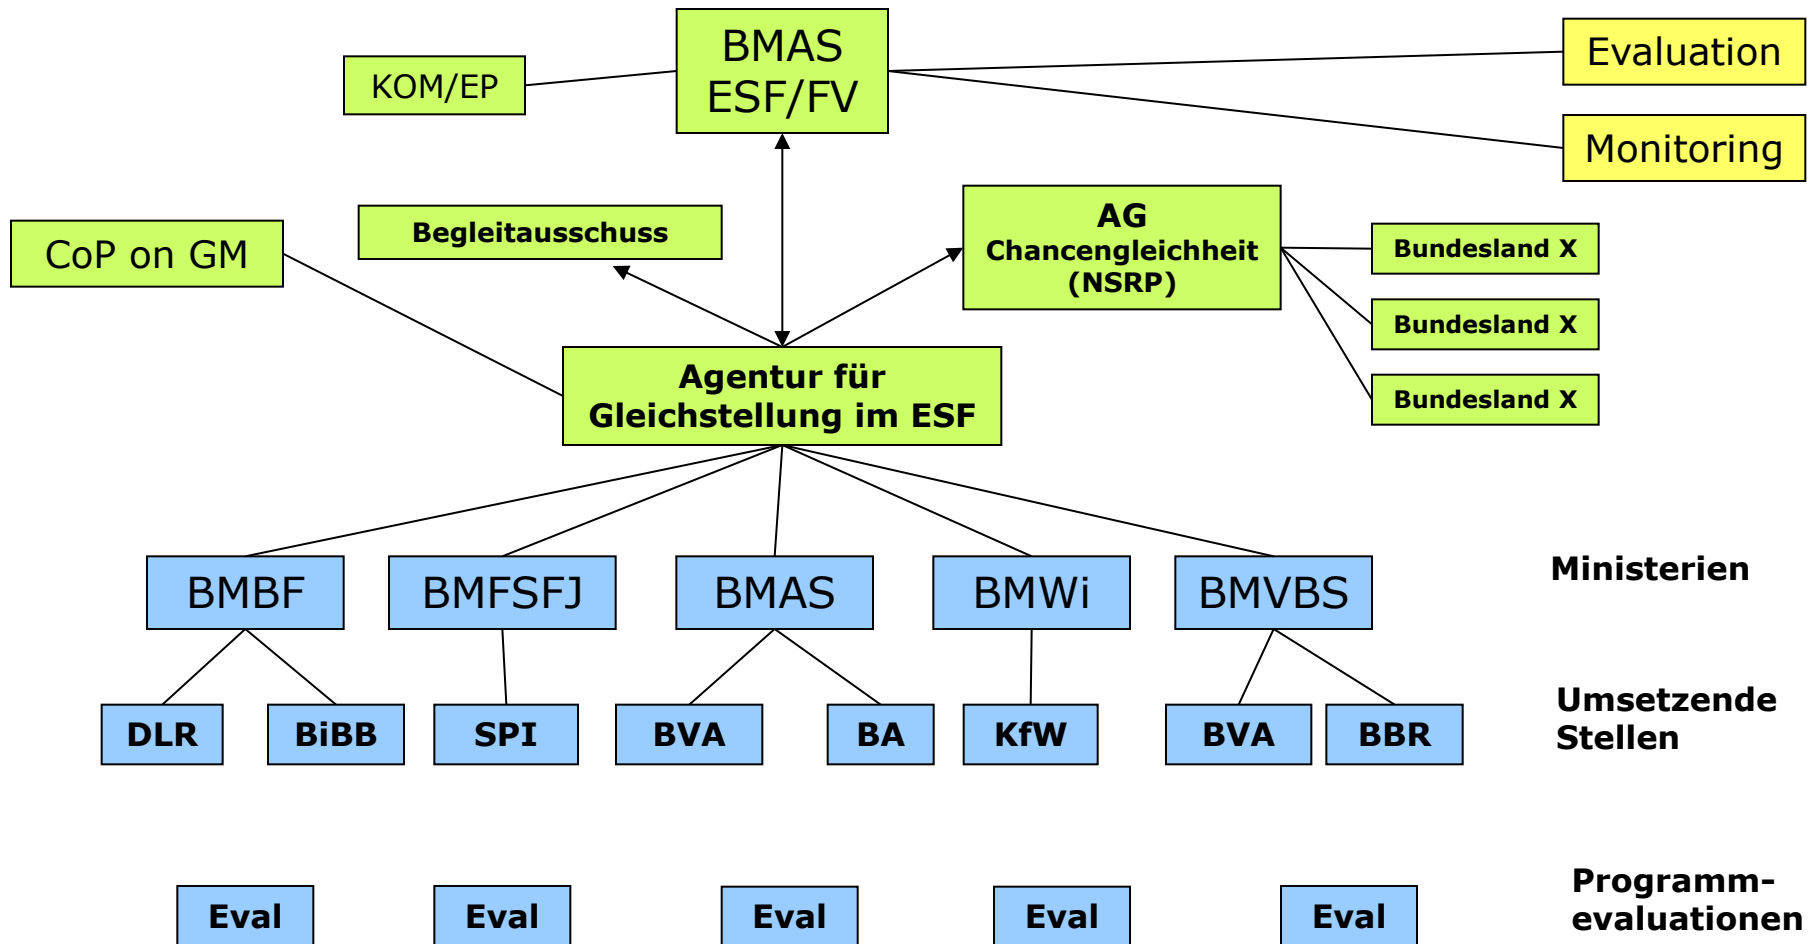 BMAS
ESF/FV
KOM/EP
Evaluation
Monitoring
CoP on GM
Begleitausschuss
AG
Chancengleichheit
(NSRP)
Bundesland X
Bundesland X
Bundesland X
Agentur für
Gleichstellung im ESF
BMBF
BMFSFJ
BMAS
BMWi
BMVBS
Ministerien
DLR
BiBB
SPI
BVA
BA
KfW
BVA
BBR
Umsetzende
Stellen
Eval
Eval
Eval
Eval
Eval
Programm-
evaluationen